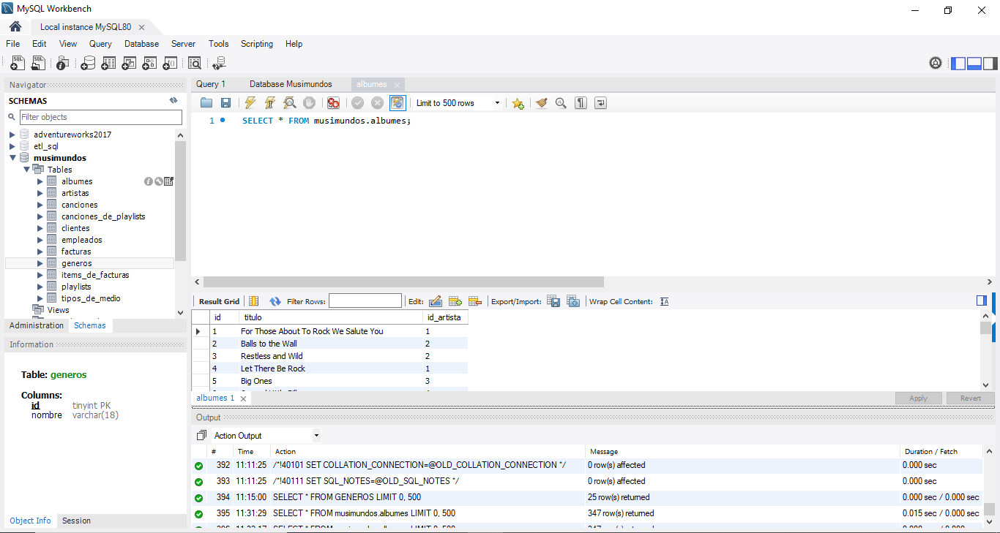 MySQL Workbench
Local instance MySQL80
File Edit View Query Database Server Tools Scripting Help
Navigator
SCHEMAS
Filter objects
adventureworks2017
etl_sql
musimundos
Tables
albumes
artistas
canciones
canciones_de_playlists
clientes
empleados
facturas
generos
items_de_facturas
playlists
tipos_de_medio
Views
Administration Schemas
Information
Table: generos
Columns:
id tinyint PK
nombre varchar(18)
Object Info Session
Query 1 Database Musimundos albumes
Limit to 500 rows
1 SELECT * FROM musimundos.albumes;
Result Grid Filter Rows: Edit: Export/Import: Wrap Cell Content:
id titulo id_artista
1 For Those About To Rock We Salute You 1
2 Balls to the Wall 2
3 Restless and Wild 2
4 Let There Be Rock 1
5 Big Ones 3
albumes 1
Apply Revert
Output
Action Output
# Time Action Message Duration / Fetch
392 11:11:25 /*!40101 SET COLLATION_CONNECTION=@OLD_COLLATION_CONNECTION */ 0 row(s) affected 0.000 sec
393 11:11:25 /*!40111 SET SQL_NOTES=@OLD_SQL_NOTES */ 0 row(s) affected 0.000 sec
394 11:15:00 SELECT * FROM GENEROS LIMIT 0, 500 25 row(s) returned 0.000 sec / 0.000 sec
395 11:31:29 SELECT * FROM musimundos.albumes LIMIT 0, 500 347 row(s) returned 0.015 sec / 0.000 sec